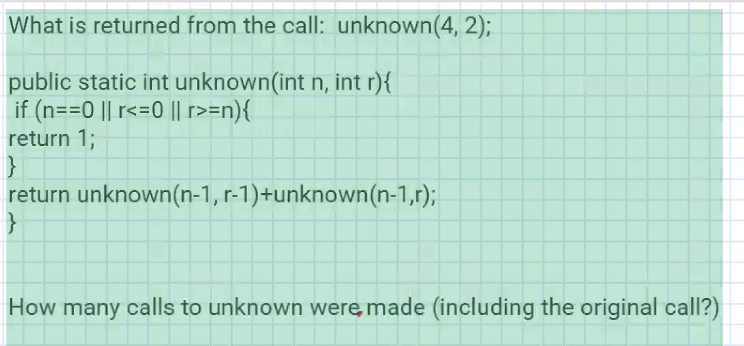 What is returned from the call:  unknown(4, 2);
public static int unknown(int n, int r){
if (n==0 || r<=0 || r>=n){
return 1;
}
return unknown(n-1, r-1)+unknown(n-1,r);
}
How many calls to unknown were made (including the original call?)